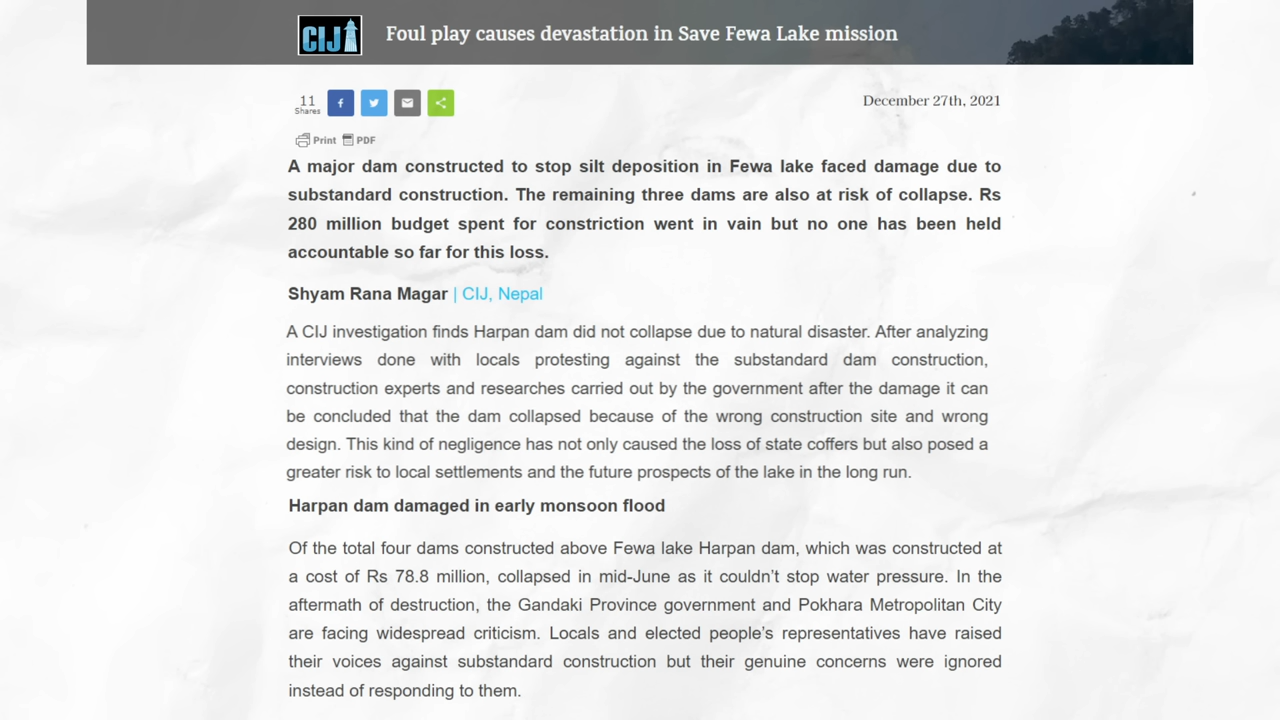 CIJ
Foul play causes devastation in Save Fewa Lake mission
11
Shares
December 27th, 2021
Print PDF
A major dam constructed to stop silt deposition in Fewa lake faced damage due to
substandard construction. The remaining three dams are also at risk of collapse. Rs
280 million budget spent for constriction went in vain but no one has been held
accountable so far for this loss.
Shyam Rana Magar | CIJ, Nepal
A CIJ investigation finds Harpan dam did not collapse due to natural disaster. After analyzing
interviews done with locals protesting against the substandard dam construction,
construction experts and researches carried out by the government after the damage it can
be concluded that the dam collapsed because of the wrong construction site and wrong
design. This kind of negligence has not only caused the loss of state coffers but also posed a
greater risk to local settlements and the future prospects of the lake in the long run.
Harpan dam damaged in early monsoon flood
Of the total four dams constructed above Fewa lake Harpan dam, which was constructed at
a cost of Rs 78.8 million, collapsed in mid-June as it couldn’t stop water pressure. In the
aftermath of destruction, the Gandaki Province government and Pokhara Metropolitan City
are facing widespread criticism. Locals and elected people’s representatives have raised
their voices against substandard construction but their genuine concerns were ignored
instead of responding to them.